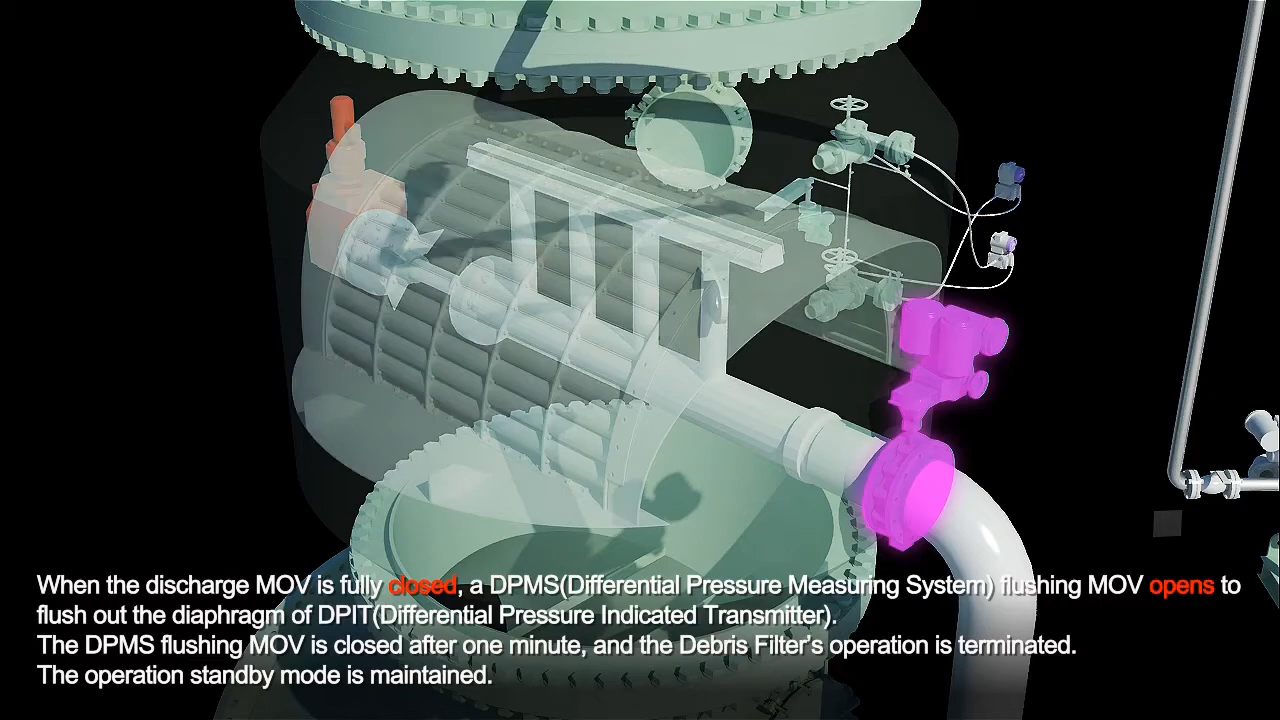 When the discharge MOV is fully closed, a DPMS(Differential Pressure Measuring System) flushing MOV opens to
flush out the diaphragm of DPIT(Differential Pressure Indicated Transmitter).
The DPMS flushing MOV is closed after one minute, and the Debris Filter's operation is terminated.
The operation standby mode is maintained.